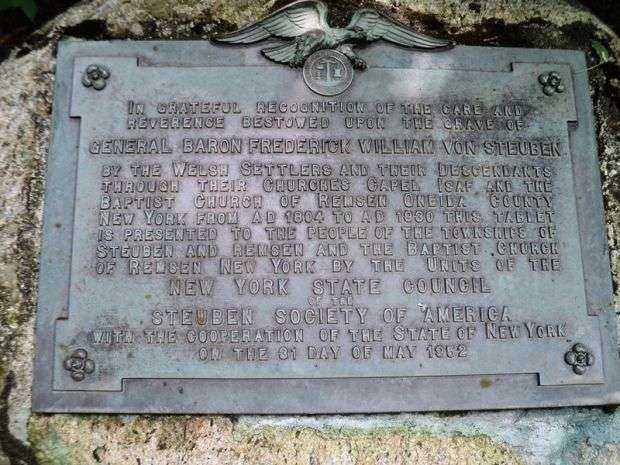 IN GRATEFUL RECOGNITION OF THE CARE AND
REVERENCE BESTOWED UPON THE GRAVE OF
GENERAL BARON FREDERICK WILLIAM VON STEUBEN
BY THE WELSH SETTLERS AND THEIR DESCENDANTS
THROUGH THEIR CHURCHES CAPEL ISAF AND THE
BAPTIST CHURCH OF REMSEN ONEIDA COUNTY
NEW YORK FROM A D 1804 TO A D 1930 THIS TABLET
IS PRESENTED TO THE PEOPLE OF THE TOWNSHIPS OF
STEUBEN AND REMSEN AND THE BAPTIST CHURCH
OF REMSEN NEW YORK BY THE UNITS OF THE
NEW YORK STATE COUNCIL
OF THE
STEUBEN SOCIETY OF AMERICA
WITH THE COOPERATION OF THE STATE OF NEW YORK
ON THE 31 DAY OF MAY 1952